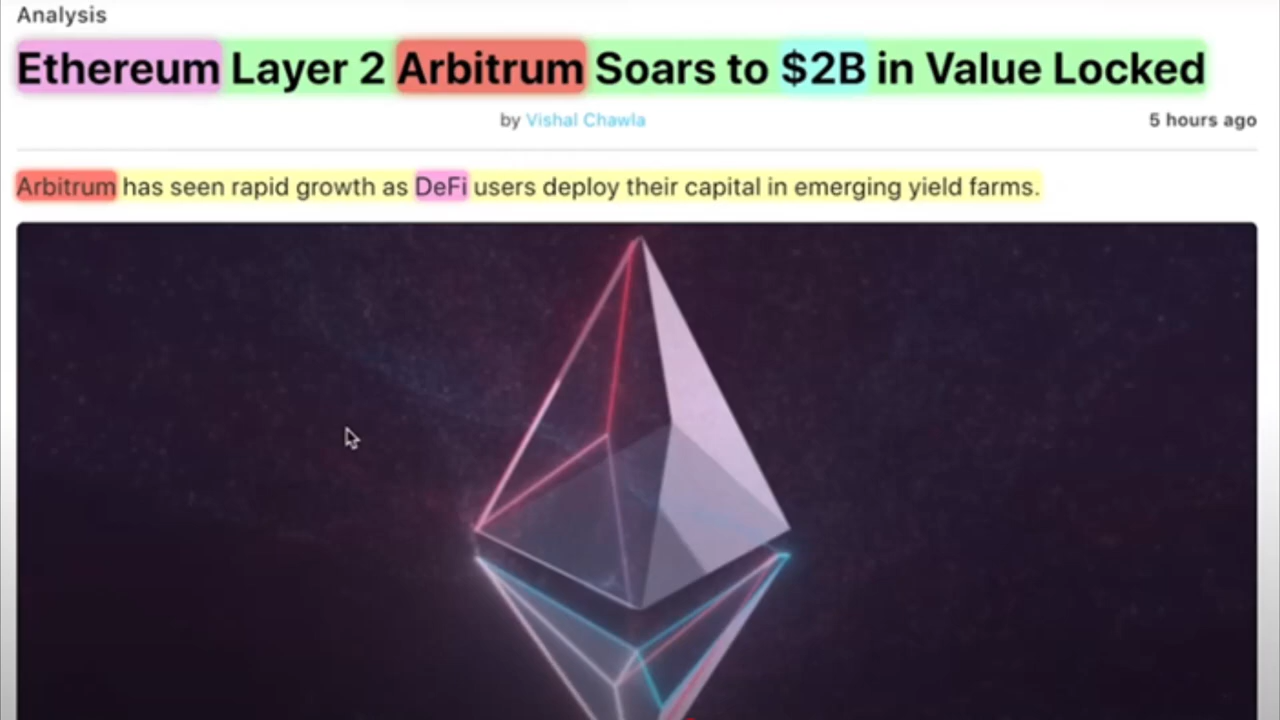 Analysis
Ethereum Layer 2 Arbitrum Soars to $2B in Value Locked
by Vishal Chawla
5 hours ago
Arbitrum has seen rapid growth as DeFi users deploy their capital in emerging yield farms.